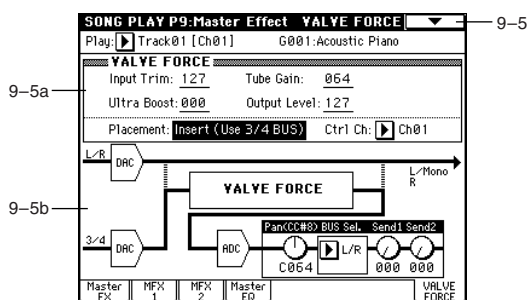 SONG PLAY P9:Master Effect VALVE FORCE
9-5
Play: Track01 [Ch01] G001:Acoustic Piano
VALVE FORCE
Input Trim: 127 Tube Gain: 064
9-5a
Ultra Boost: 000 Output Level: 127
Placement: Insert (Use 3/4 BUS) Ctrl Ch: Ch01
L/R DAC
L/Mono
R
VALVE FORCE
9-5b
Pan(CC#8) BUS Sel. Send1 Send2
3/4 DAC ADC L/R
C064 000 000
Master FX MFX 1 MFX 2 Master EQ VALVE FORCE